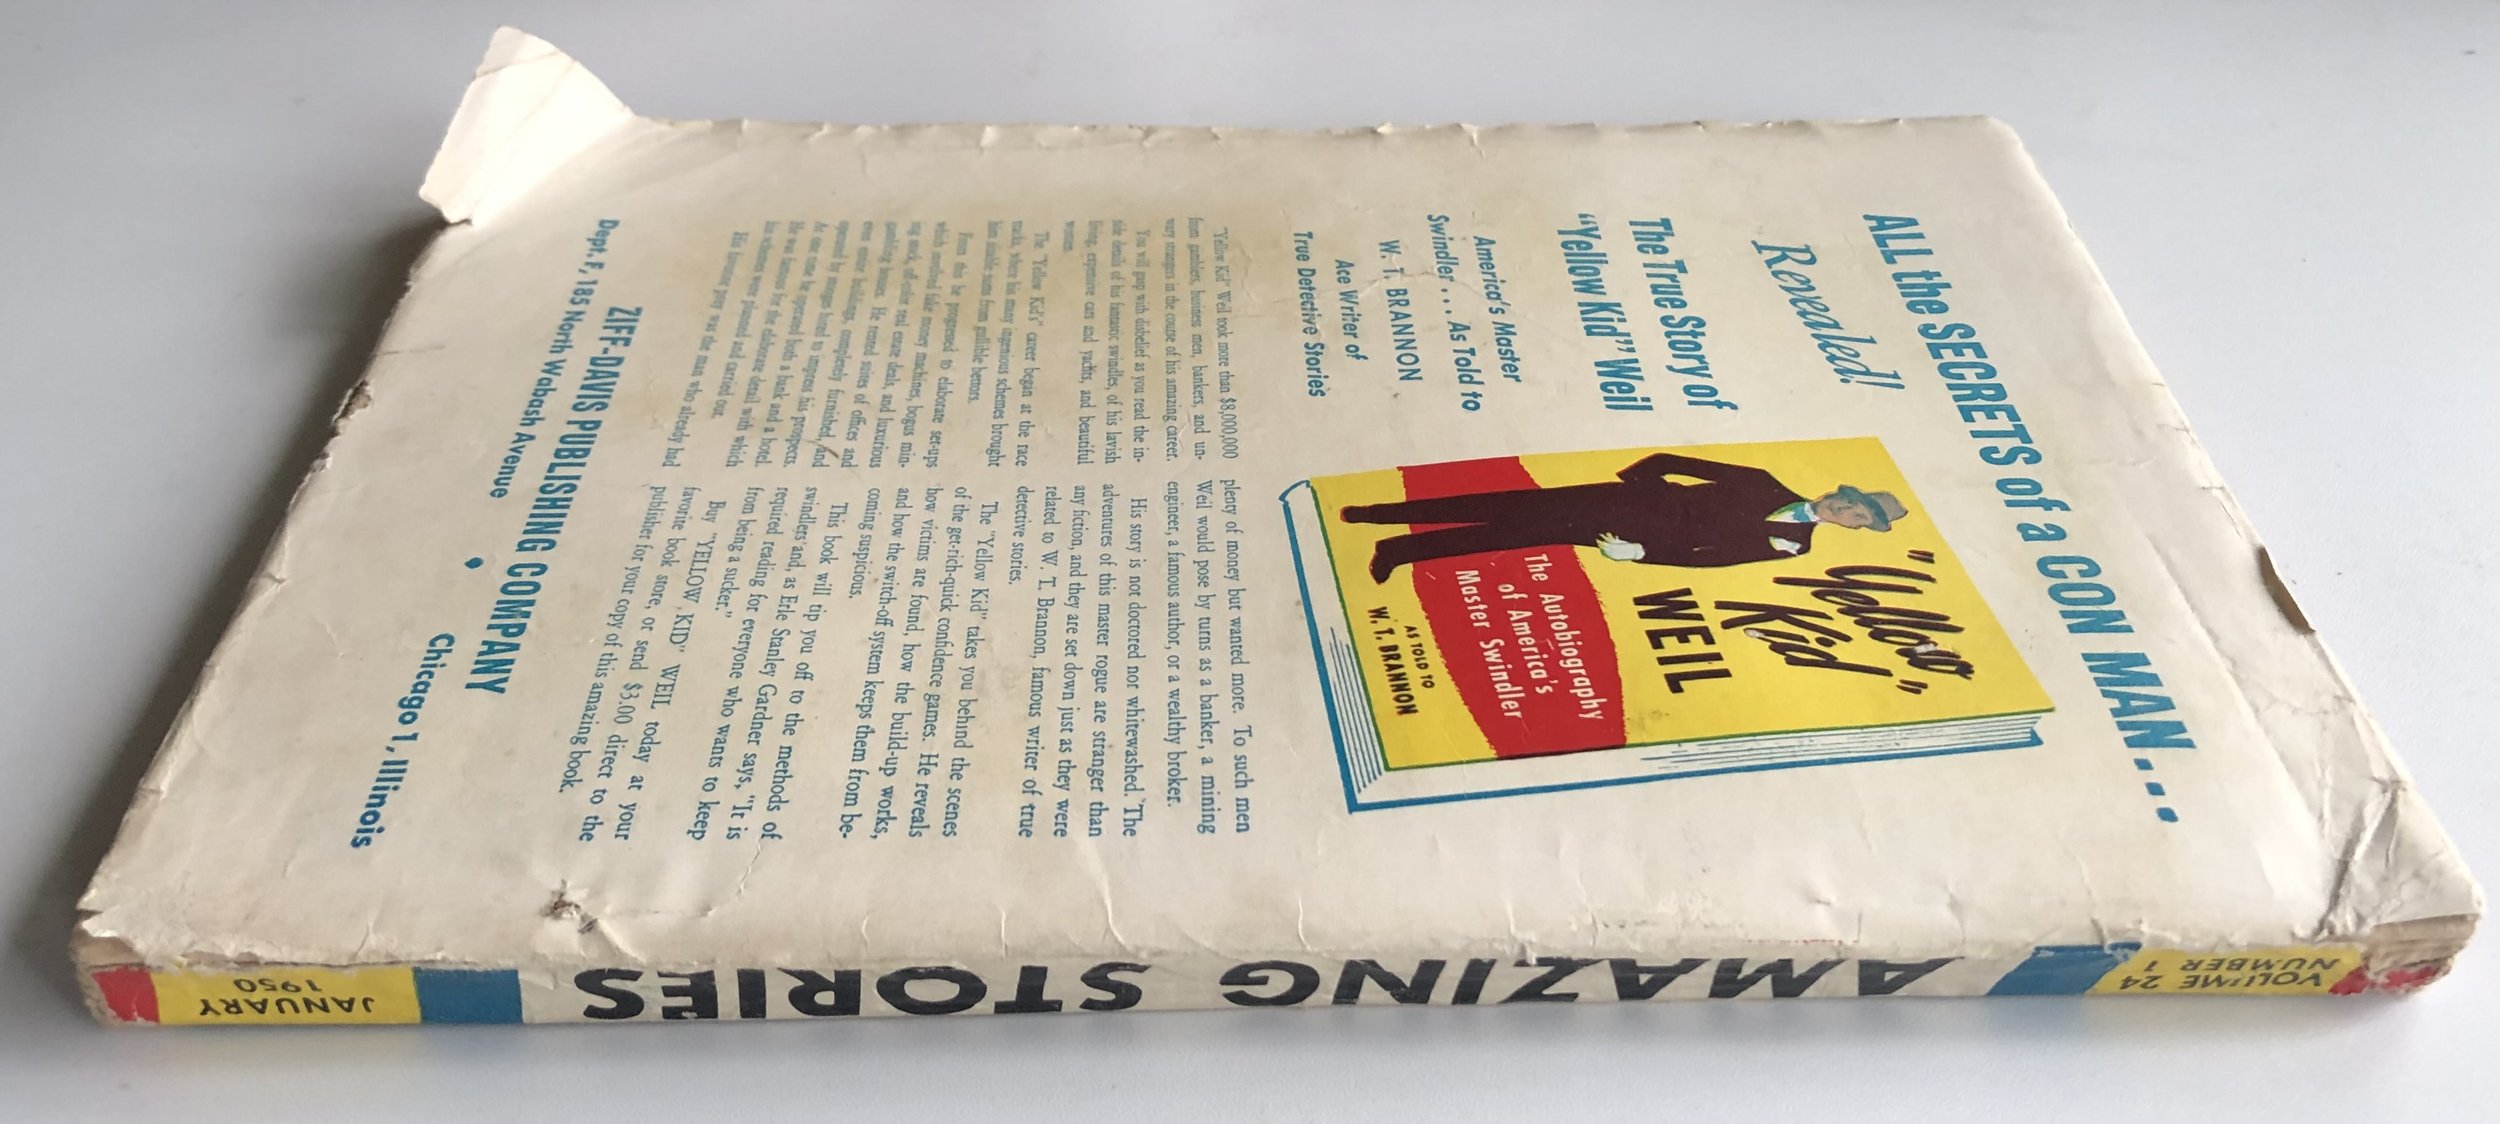 ALL the SECRETS of a CON MAN...
Revealed!
The True Story of
"Yellow Kid" Weil
America's Master
Swindler... As Told to
W. T. BRANNON
Ace Writer of
True Detective Stories
"Yellow Kid"
WEIL
The Autobiography
of America's
Master Swindler
AS TOLD TO
W. T. BRANNON
"Yellow Kid" Weil took more than $8,000,000
from gamblers, business men, bankers, and un-
wary strangers in the course of his amazing career.
You will gasp with disbelief as you read the in-
side details of his fantastic swindles, of his lavish
living, expensive cars and yachts, and beautiful
women.
The "Yellow Kid's" career began at the race
tracks, where his many ingenious schemes brought
him sizable sums from gullible bettors.
From this he progressed to elaborate set-ups
which involved fake money machines, bogus min-
ing stock, off-color real estate deals, and luxurious
gambling houses. He rented suites of offices and
even entire buildings, completely furnished, and
operated by stooges hired to impress his prospects.
At one time he operated both a bank and a hotel.
He was famous for the elaborate detail with which
his schemes were planned and carried out.
His favorite prey was the man who already had
plenty of money but wanted more. To such men
Weil would pose by turns as a banker, a mining
engineer, a famous author, or a wealthy broker.
His story is not doctored nor whitewashed. The
adventures of this master rogue are stranger than
any fiction, and they are set down just as they were
related to W. T. Brannon, famous writer of true
detective stories.
The "Yellow Kid" takes you behind the scenes
of the get-rich-quick confidence games. He reveals
how victims are found, how the build-up works,
and how the switch-off system keeps them from be-
coming suspicious.
This book will tip you off to the methods of
swindlers and, as Erle Stanley Gardner says, "It is
required reading for everyone who wants to keep
from being a sucker."
Buy "YELLOW KID" WEIL today at your
favorite book store, or send $3.00 direct to the
publisher for your copy of this amazing book.
ZIFF-DAVIS PUBLISHING COMPANY
Dept. F, 185 North Wabash Avenue • Chicago 1, Illinois
VOLUME 24
NUMBER 1
AMAZING STORIES
JANUARY
1950